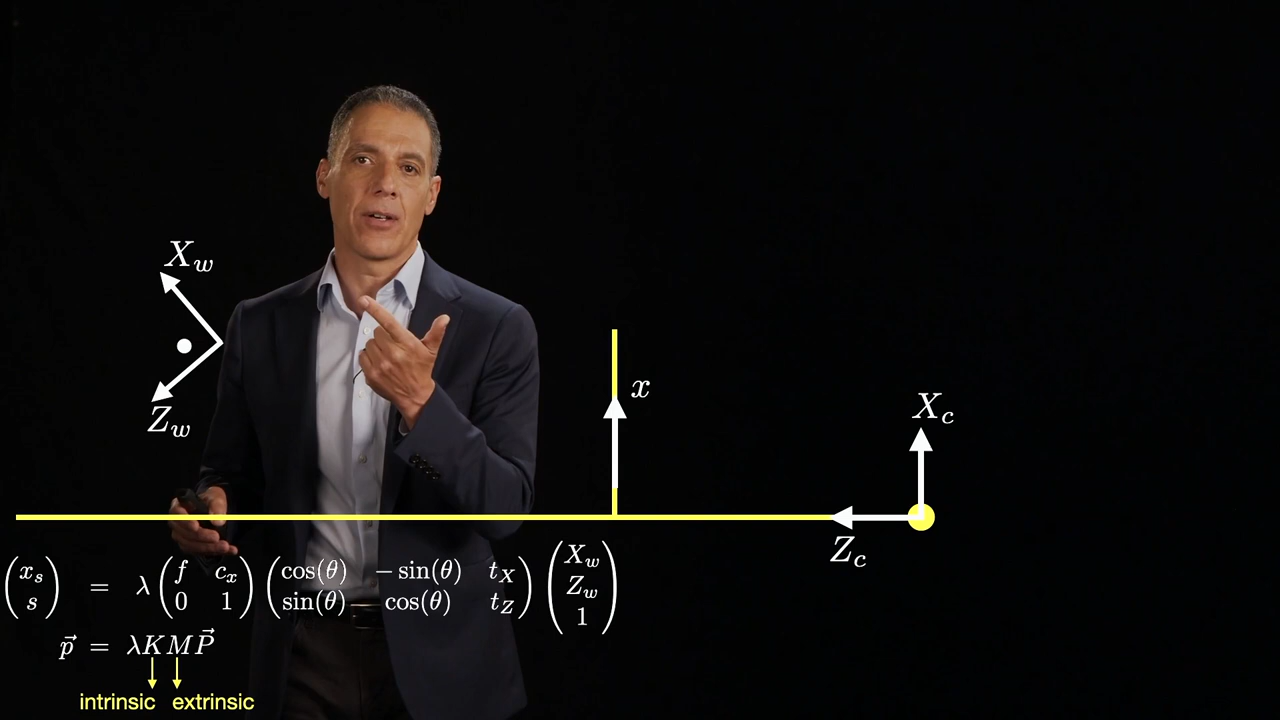 X_w
Z_w
x
X_c
Z_c
(x_s s) = λ (f c_x 0 1) (cos(θ) −sin(θ) t_X sin(θ) cos(θ) t_Z) (X_w Z_w 1)
p⃗ = λKMP⃗
intrinsic extrinsic